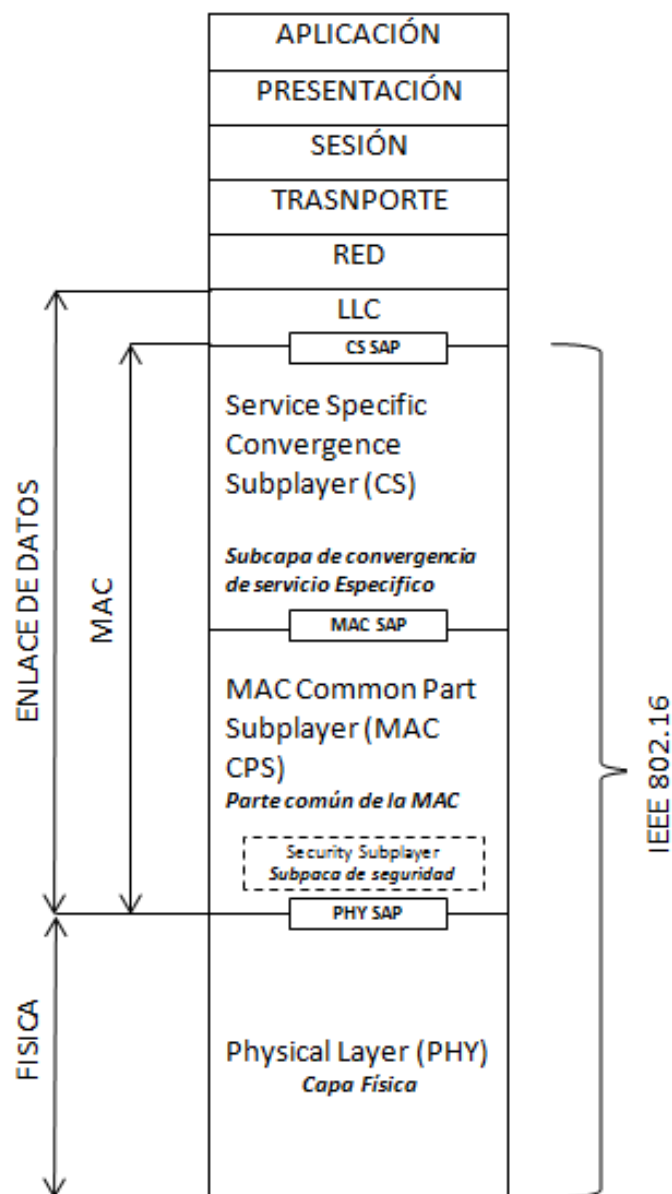 APLICACIÓN
PRESENTACIÓN
SESIÓN
TRASNPORTE
RED
LLC
CS SAP
Service Specific
Convergence
Subplayer (CS)
Subcapa de convergencia
de servicio Especifico
MAC SAP
MAC Common Part
Subplayer (MAC
CPS)
Parte común de la MAC
Security Subplayer
Subpaca de seguridad
PHY SAP
Physical Layer (PHY)
Capa Física
ENLACE DE DATOS
MAC
FISICA
IEEE 802.16